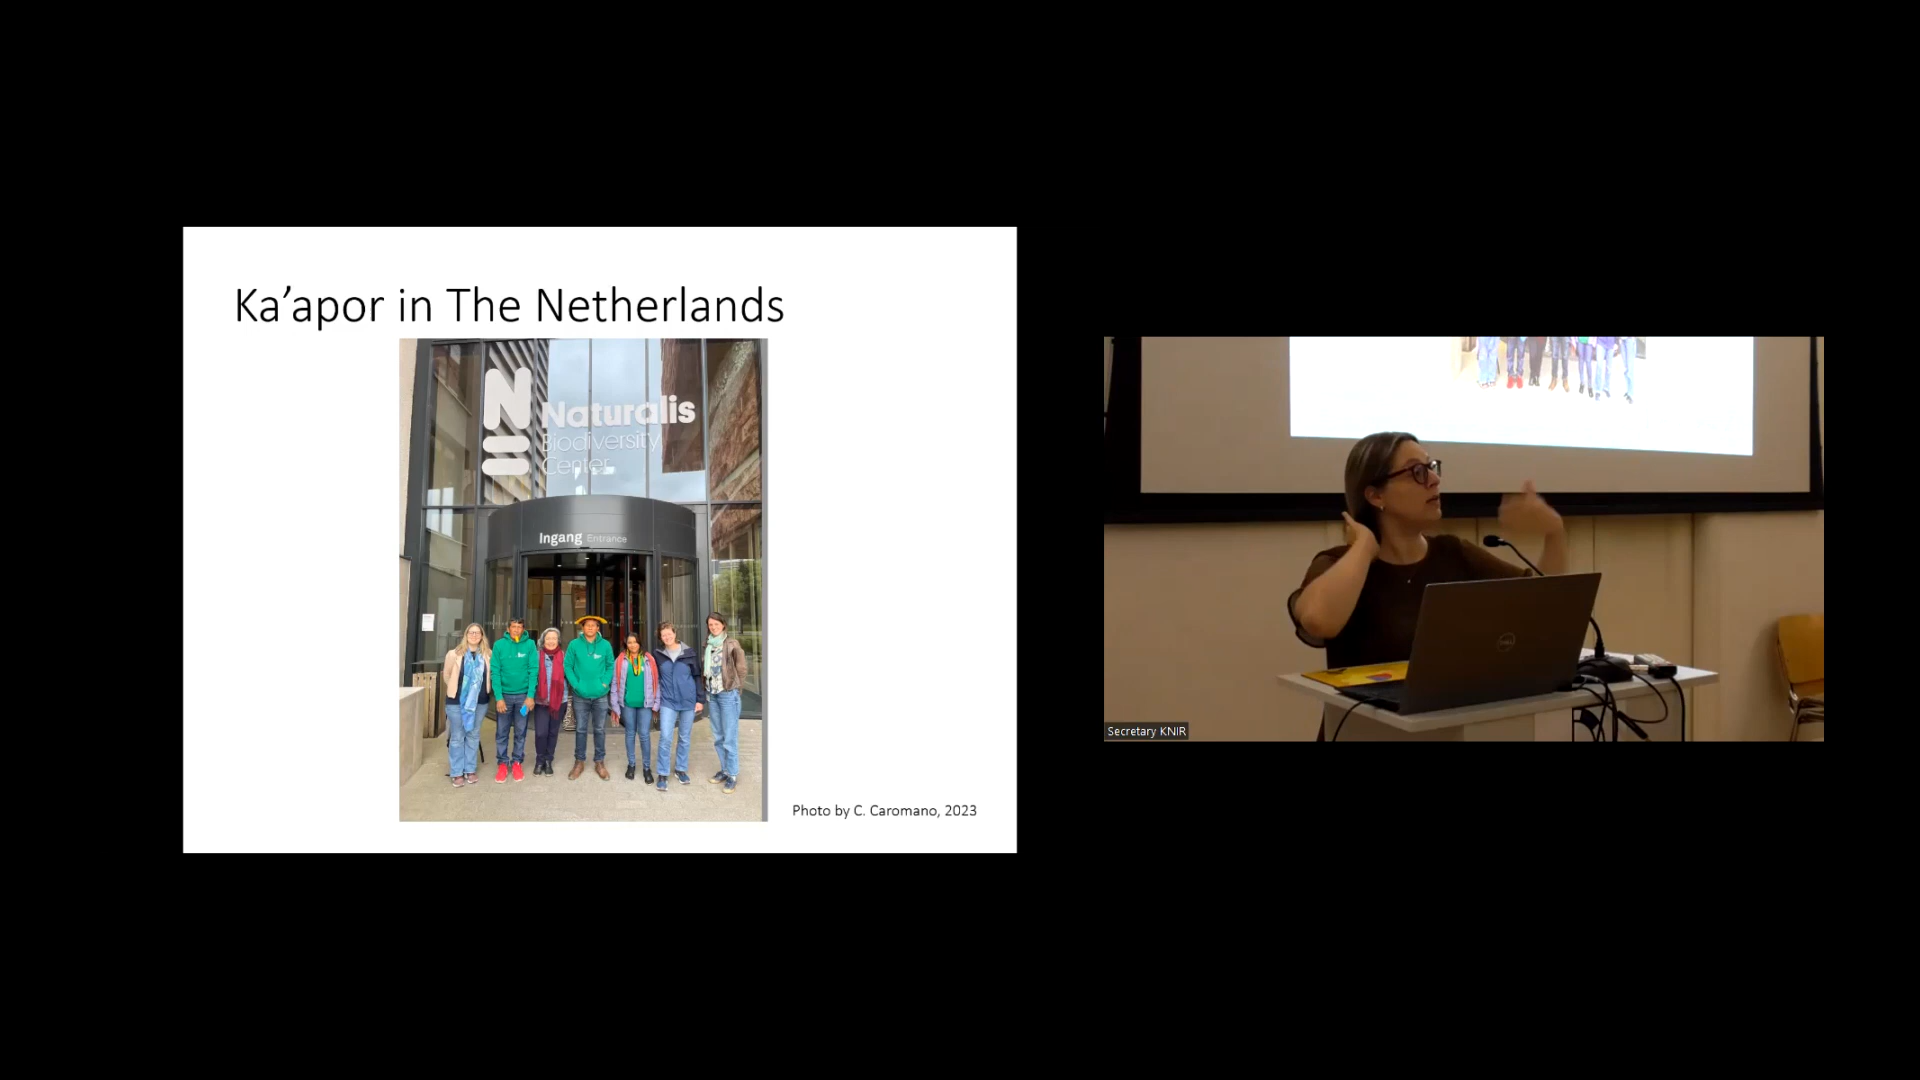 Ka’apor in The Netherlands
Naturalis
Biodiversity
Center
Ingang Entrance
Photo by C. Caromano, 2023
Secretary KNIR